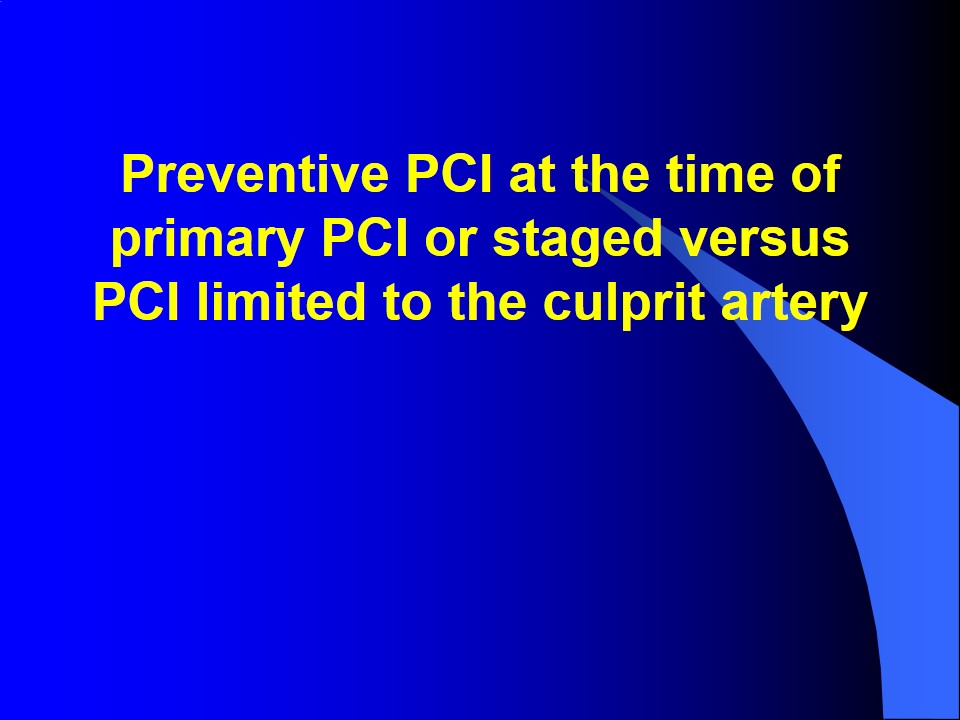 Preventive PCI at the time of
primary PCI or staged versus
PCI limited to the culprit artery